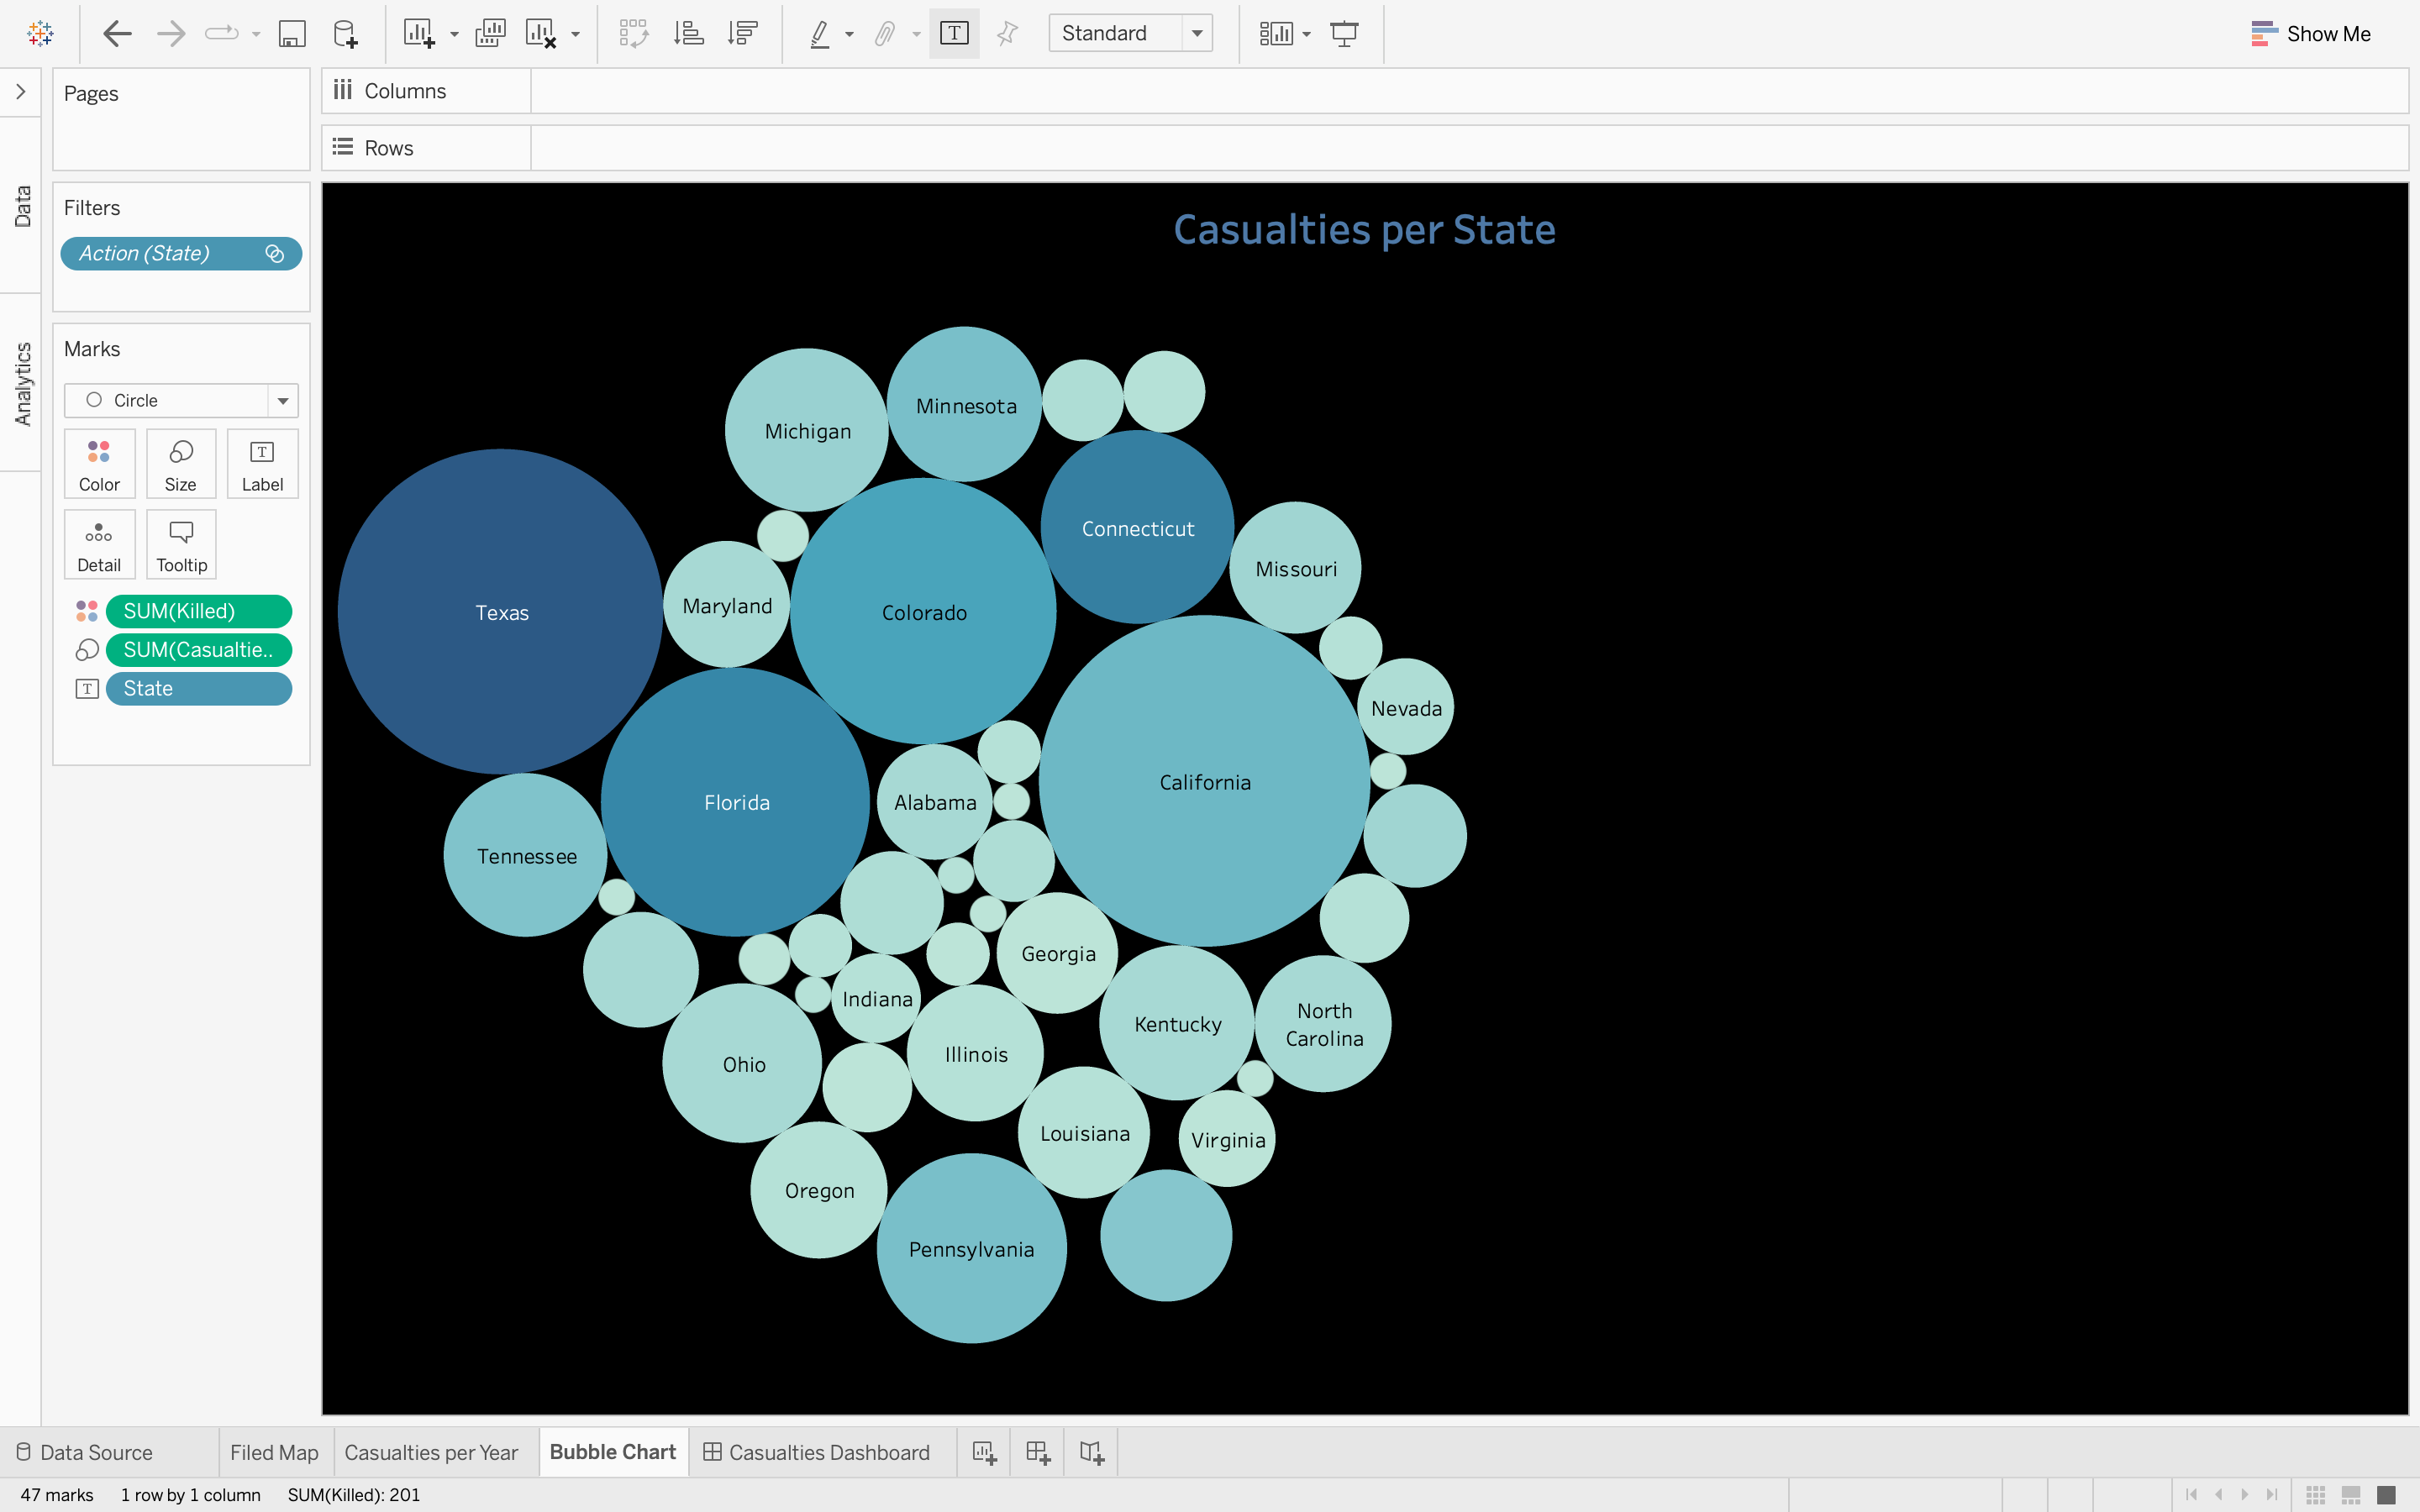 Standard
Show Me
Pages
Columns
Rows
Data
Analytics
Filters
Action (State)
Marks
Circle
Color
Size
Label
Detail
Tooltip
SUM(Killed)
SUM(Casualtie..
State
Casualties per State
Minnesota
Michigan
Connecticut
Missouri
Texas
Maryland
Colorado
Nevada
California
Florida
Alabama
Tennessee
Georgia
Indiana
North
Carolina
Kentucky
Illinois
Ohio
Louisiana
Virginia
Oregon
Pennsylvania
Data Source
Filed Map
Casualties per Year
Bubble Chart
Casualties Dashboard
47 marks
1 row by 1 column
SUM(Killed): 201